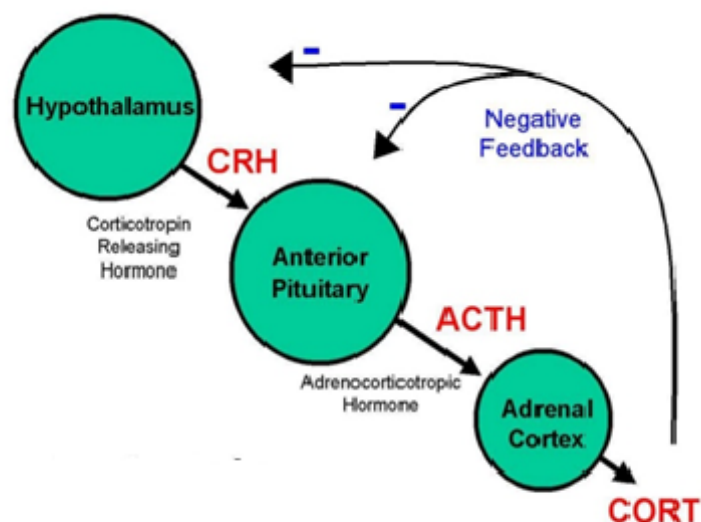 -
Hypothalamus
-
Negative
Feedback
CRH
Corticotropin
Releasing
Hormone
Anterior
Pituitary
ACTH
Adrenocorticotropic
Hormone
Adrenal
Cortex
CORT